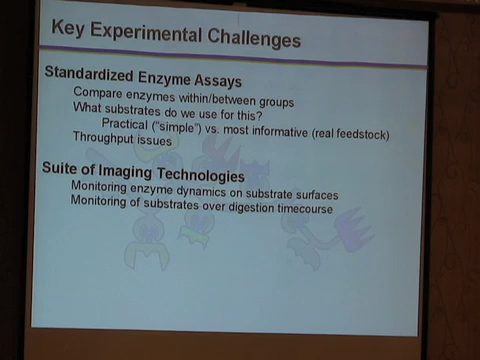 Key Experimental Challenges
Standardized Enzyme Assays
Compare enzymes within/between groups
What substrates do we use for this?
Practical ("simple") vs. most informative (real feedstock)
Throughput issues
Suite of Imaging Technologies
Monitoring enzyme dynamics on substrate surfaces
Monitoring of substrates over digestion timecourse